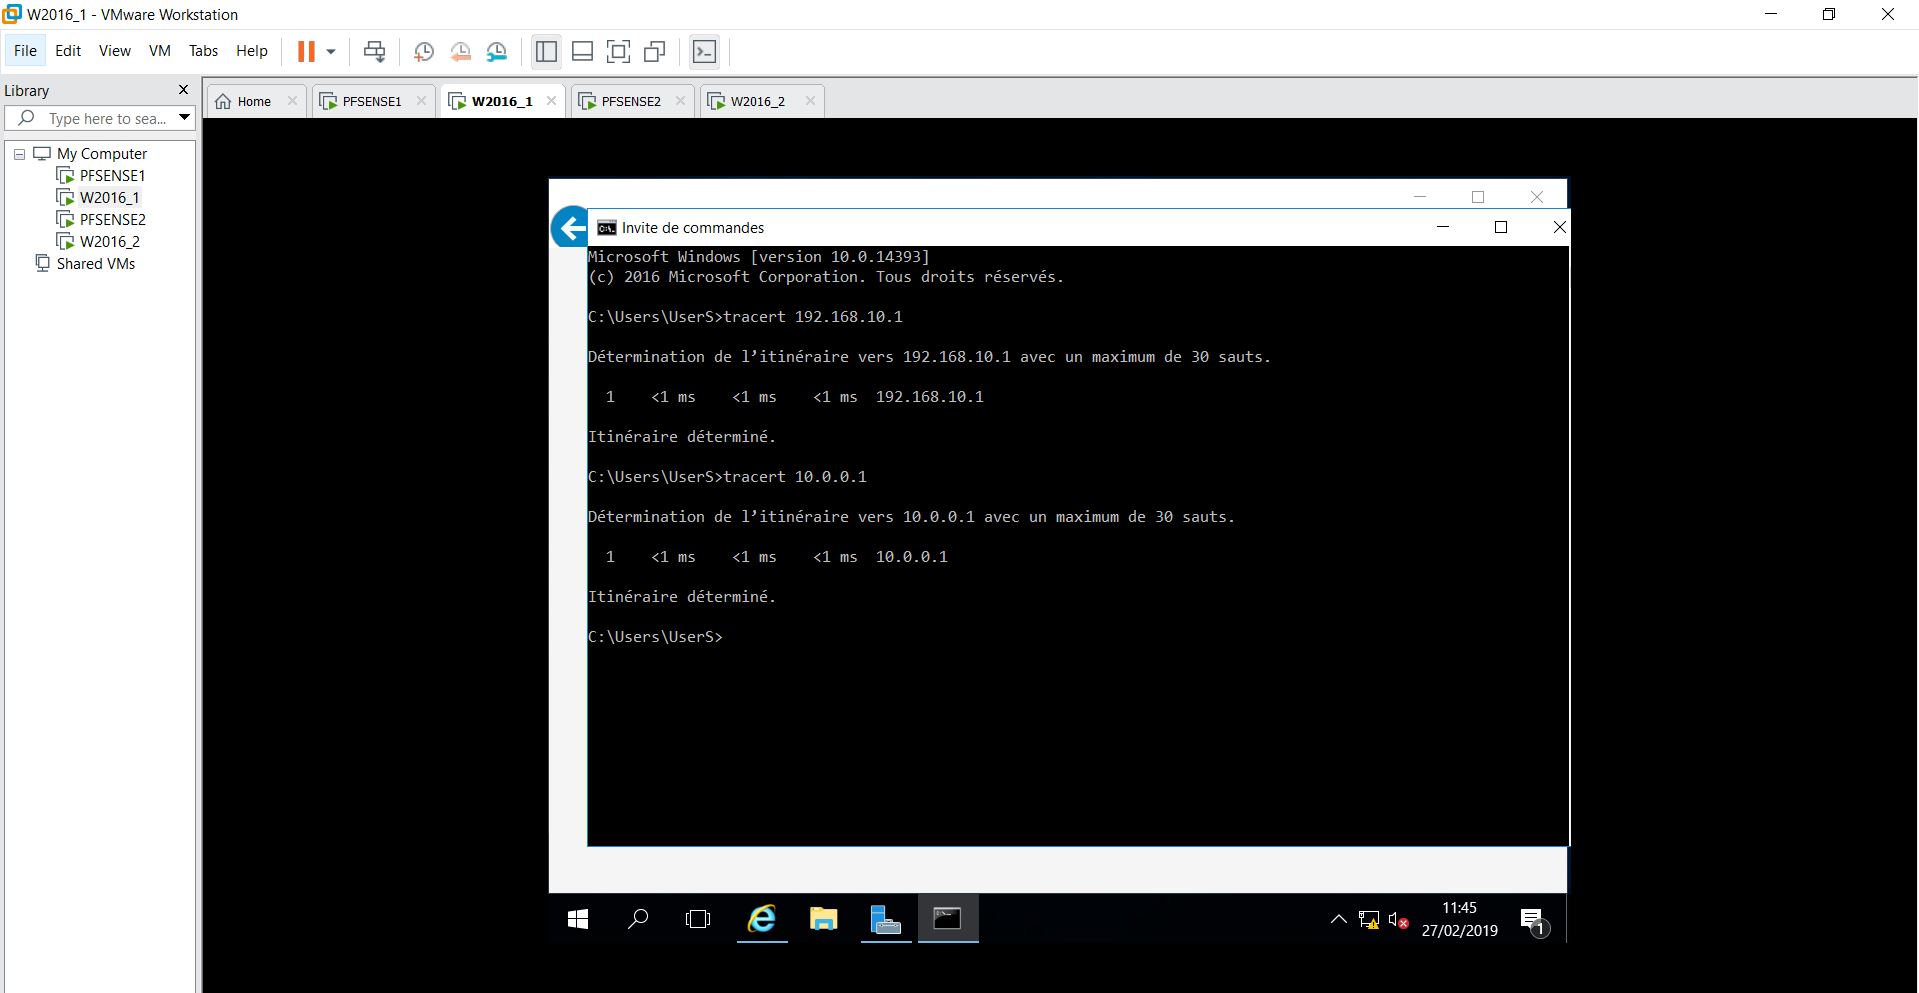 W2016_1 - VMware Workstation
File Edit View VM Tabs Help
Library
Type here to sea...
My Computer
PFSENSE1
W2016_1
PFSENSE2
W2016_2
Shared VMs
Home PFSENSE1 W2016_1 PFSENSE2 W2016_2
Invite de commandes
Microsoft Windows [version 10.0.14393]
(c) 2016 Microsoft Corporation. Tous droits réservés.
C:\Users\UserS>tracert 192.168.10.1
Détermination de l’itinéraire vers 192.168.10.1 avec un maximum de 30 sauts.
1 <1 ms <1 ms <1 ms 192.168.10.1
Itinéraire déterminé.
C:\Users\UserS>tracert 10.0.0.1
Détermination de l’itinéraire vers 10.0.0.1 avec un maximum de 30 sauts.
1 <1 ms <1 ms <1 ms 10.0.0.1
Itinéraire déterminé.
C:\Users\UserS>
11:45
27/02/2019
1